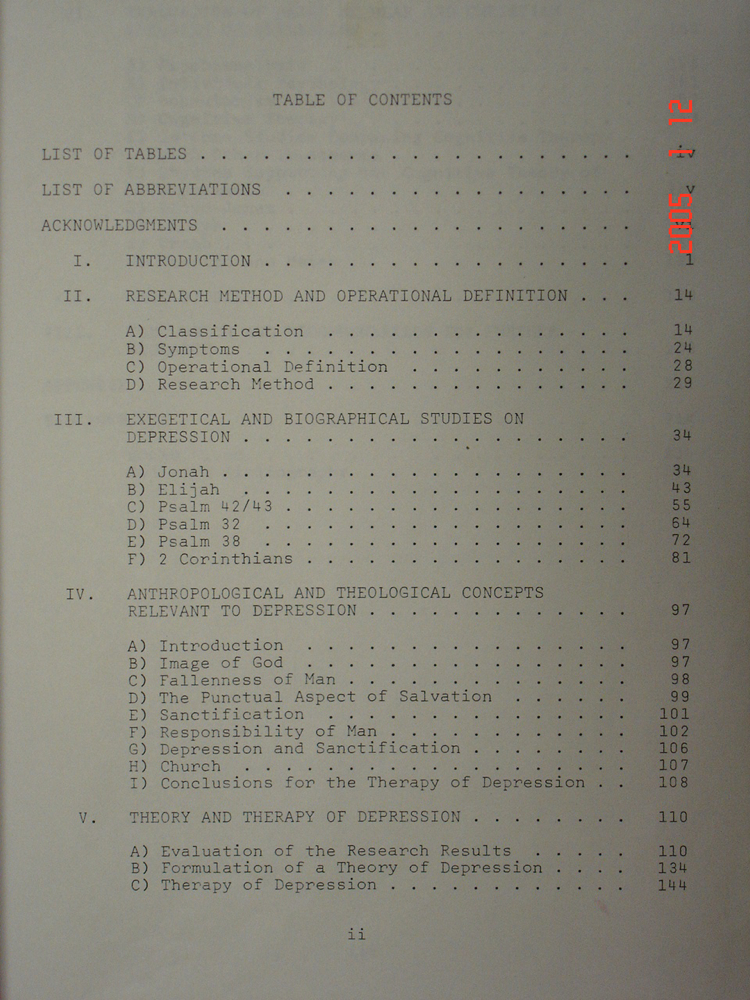 TABLE OF CONTENTS
LIST OF TABLES . . . . . . . . . . . . . . . . . . . . . iv
LIST OF ABBREVIATIONS . . . . . . . . . . . . . . . . . v
ACKNOWLEDGMENTS . . . . . . . . . . . . . . . . . . . .
I. INTRODUCTION . . . . . . . . . . . . . . . . . . 1
II. RESEARCH METHOD AND OPERATIONAL DEFINITION . . . 14
A) Classification . . . . . . . . . . . . . . . 14
B) Symptoms . . . . . . . . . . . . . . . . . . 24
C) Operational Definition . . . . . . . . . . . 28
D) Research Method . . . . . . . . . . . . . . . 29
III. EXEGETICAL AND BIOGRAPHICAL STUDIES ON
DEPRESSION . . . . . . . . . . . . . . . . . . . 34
A) Jonah . . . . . . . . . . . . . . . . . . . . 34
B) Elijah . . . . . . . . . . . . . . . . . . . 43
C) Psalm 42/43 . . . . . . . . . . . . . . . . . 55
D) Psalm 32 . . . . . . . . . . . . . . . . . . 64
E) Psalm 38 . . . . . . . . . . . . . . . . . . 72
F) 2 Corinthians . . . . . . . . . . . . . . . . 81
IV. ANTHROPOLOGICAL AND THEOLOGICAL CONCEPTS
RELEVANT TO DEPRESSION . . . . . . . . . . . . . 97
A) Introduction . . . . . . . . . . . . . . . . 97
B) Image of God . . . . . . . . . . . . . . . . 97
C) Fallenness of Man . . . . . . . . . . . . . . 98
D) The Punctual Aspect of Salvation . . . . . . 99
E) Sanctification . . . . . . . . . . . . . . . 101
F) Responsibility of Man . . . . . . . . . . . . 102
G) Depression and Sanctification . . . . . . . . 106
H) Church . . . . . . . . . . . . . . . . . . . 107
I) Conclusions for the Therapy of Depression . . 108
V. THEORY AND THERAPY OF DEPRESSION . . . . . . . . 110
A) Evaluation of the Research Results . . . . . 110
B) Formulation of a Theory of Depression . . . . 134
C) Therapy of Depression . . . . . . . . . . . . 144
ii
2005 1 12